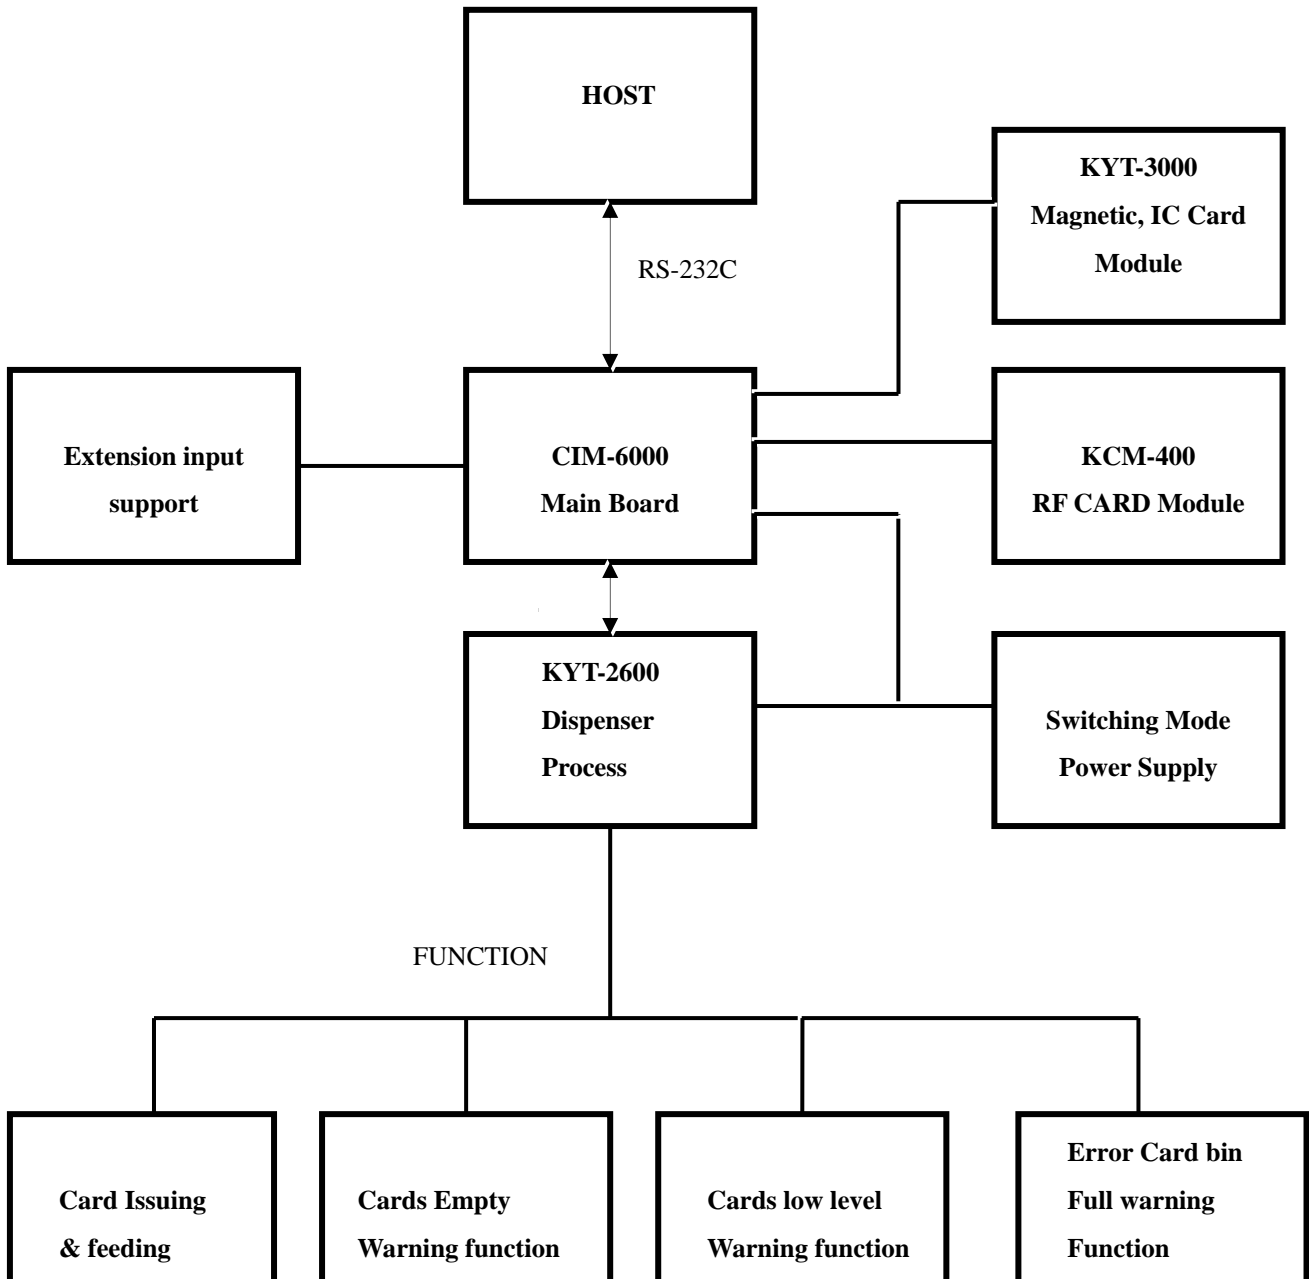 HOST
KYT-3000
Magnetic, IC Card
Module
RS-232C
Extension input
support
CIM-6000
Main Board
KCM-400
RF CARD Module
KYT-2600
Dispenser
Process
Switching Mode
Power Supply
FUNCTION
Card Issuing
& feeding
Cards Empty
Warning function
Cards low level
Warning function
Error Card bin
Full warning
Function